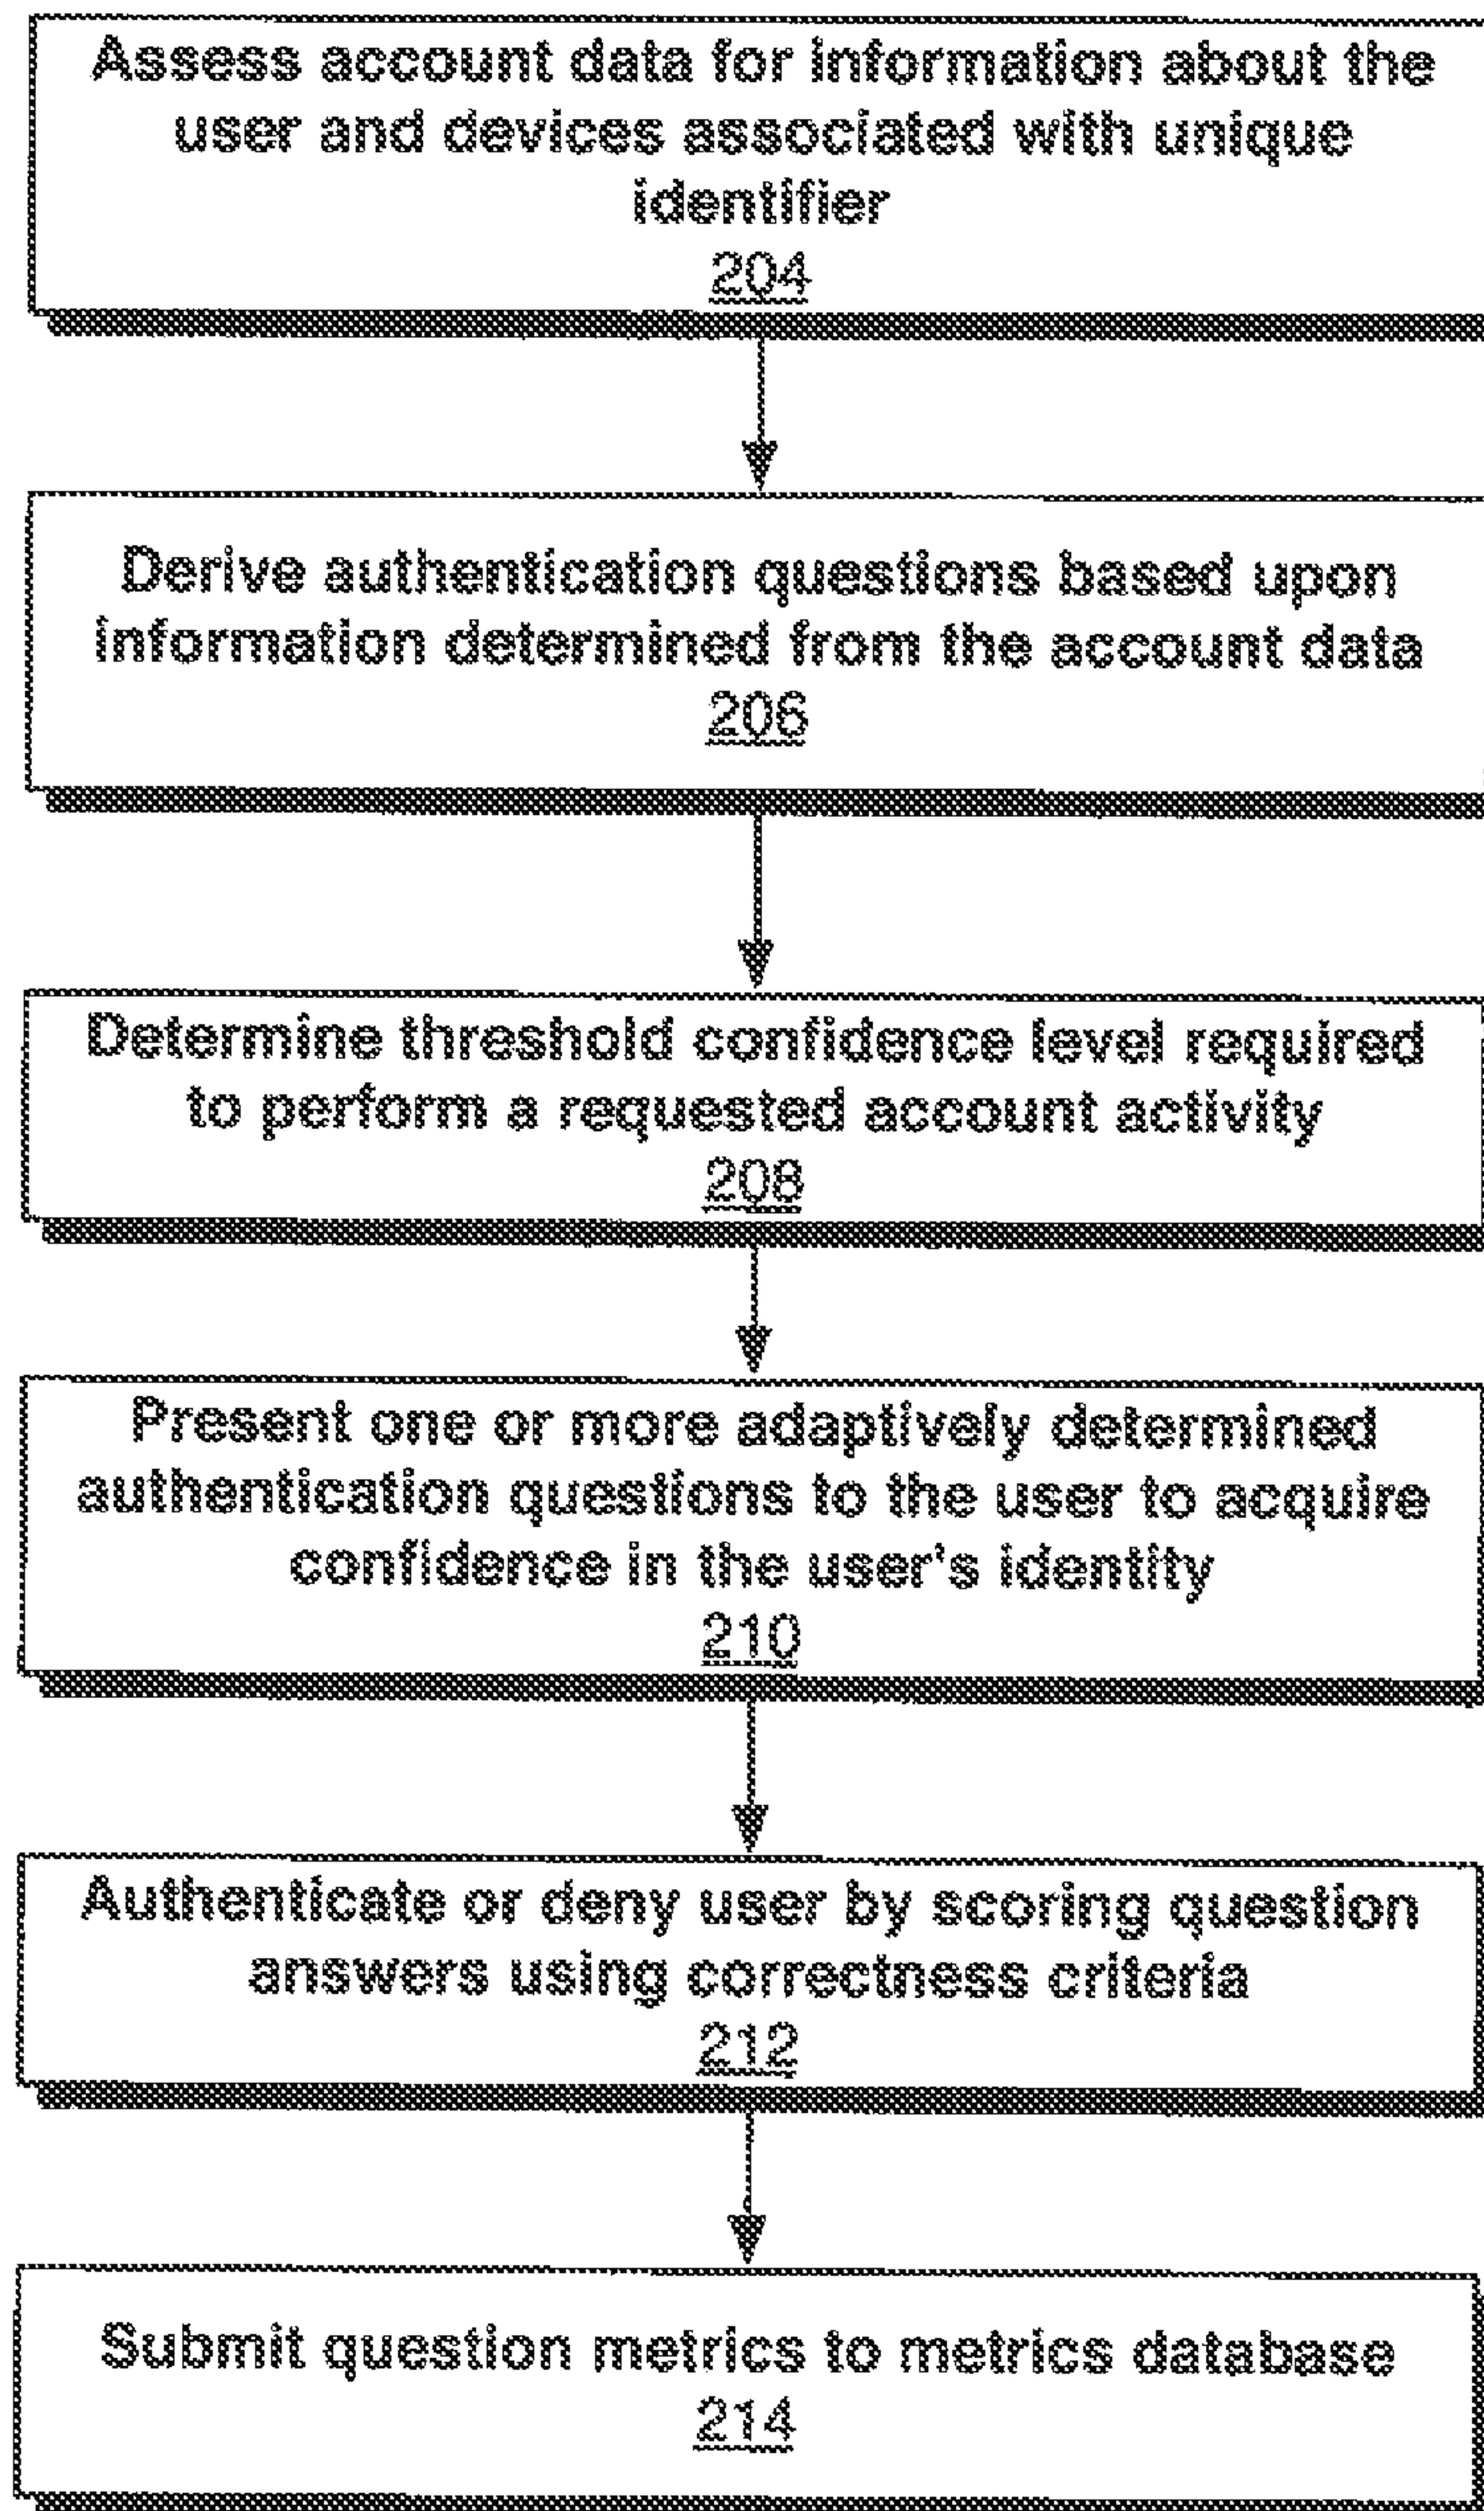 Assess account data for information about the
user and devices associated with unique
identifier
204
Derive authentication questions based upon
information determined from the account data
206
Determine threshold confidence level required
to perform a requested account activity
208
Present one or more adaptively determined
authentication questions to the user to acquire
confidence in the user's identity
210
Authenticate or deny user by scoring question
answers using correctness criteria
212
Submit question metrics to metrics database
214